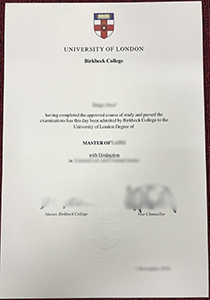 UNIVERSITY OF LONDON
Birkbeck College
having completed the approved course of study and passed the
examinations has this day been admitted by Birkbeck College to the
University of London Degree of
MASTER OF
with Distinction
in
Master, Birkbeck College
Vice-Chancellor